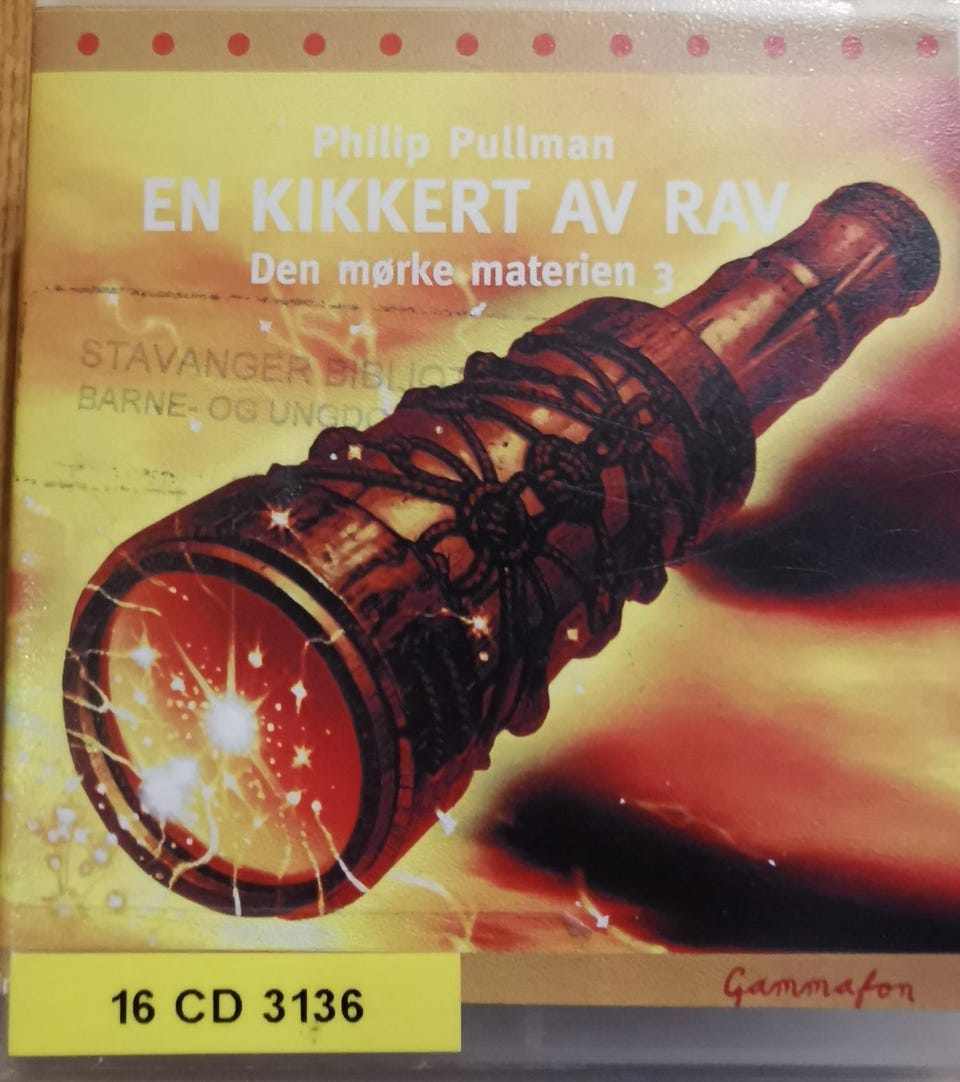 Philip Pullman
EN KIKKERT AV RAV
Den mørke materien 3
STAVANGER
BARNE- OG
Gammafon
16 CD 3136